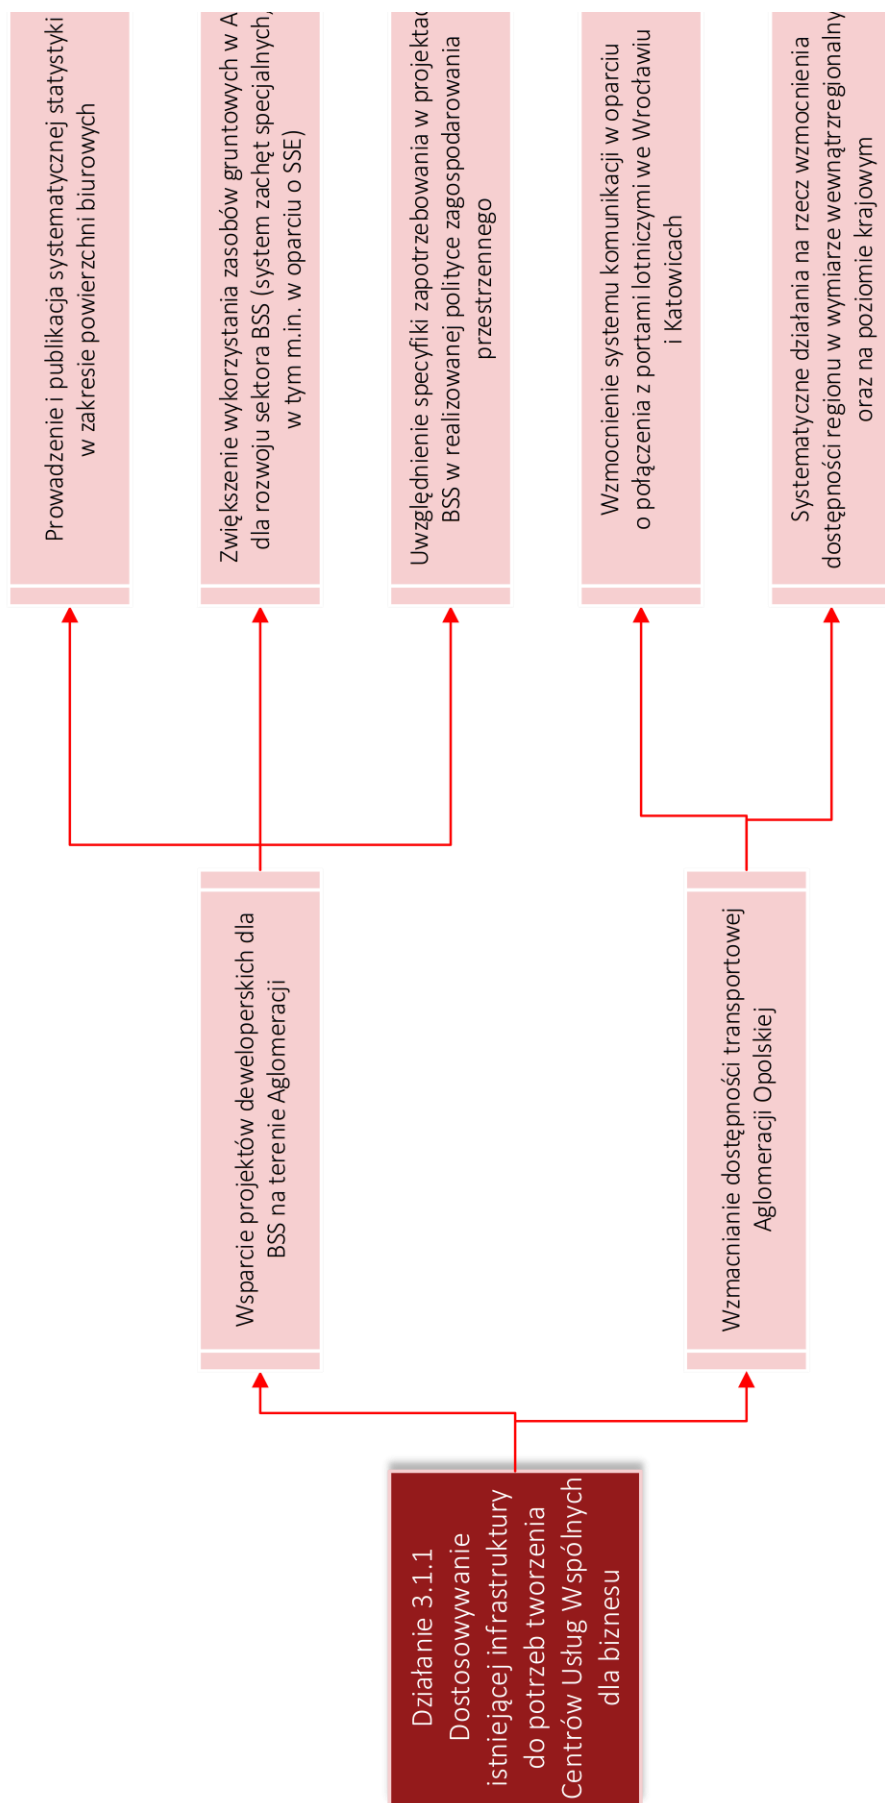 Działanie 3.1.1
Dostosowywanie
istniejącej infrastruktury
do potrzeb tworzenia
Centrów Usług Wspólnych
dla biznesu
Wsparcie projektów deweloperskich dla
BSS na terenie Aglomeracji
Wzmacnianie dostępności transportowej
Aglomeracji Opolskiej
Prowadzenie i publikacja systematycznej statystyki
w zakresie powierzchni biurowych
Zwiększenie wykorzystania zasobów gruntowych w A
dla rozwoju sektora BSS (system zachęt specjalnych,
w tym m.in. w oparciu o SSE)
Uwzględnienie specyfiki zapotrzebowania w projektac
BSS w realizowanej polityce zagospodarowania
przestrzennego
Wzmocnienie systemu komunikacji w oparciu
o połączenia z portami lotniczymi we Wrocławiu
i Katowicach
Systematyczne działania na rzecz wzmocnienia
dostępności regionu w wymiarze wewnątrzregionalny
oraz na poziomie krajowym